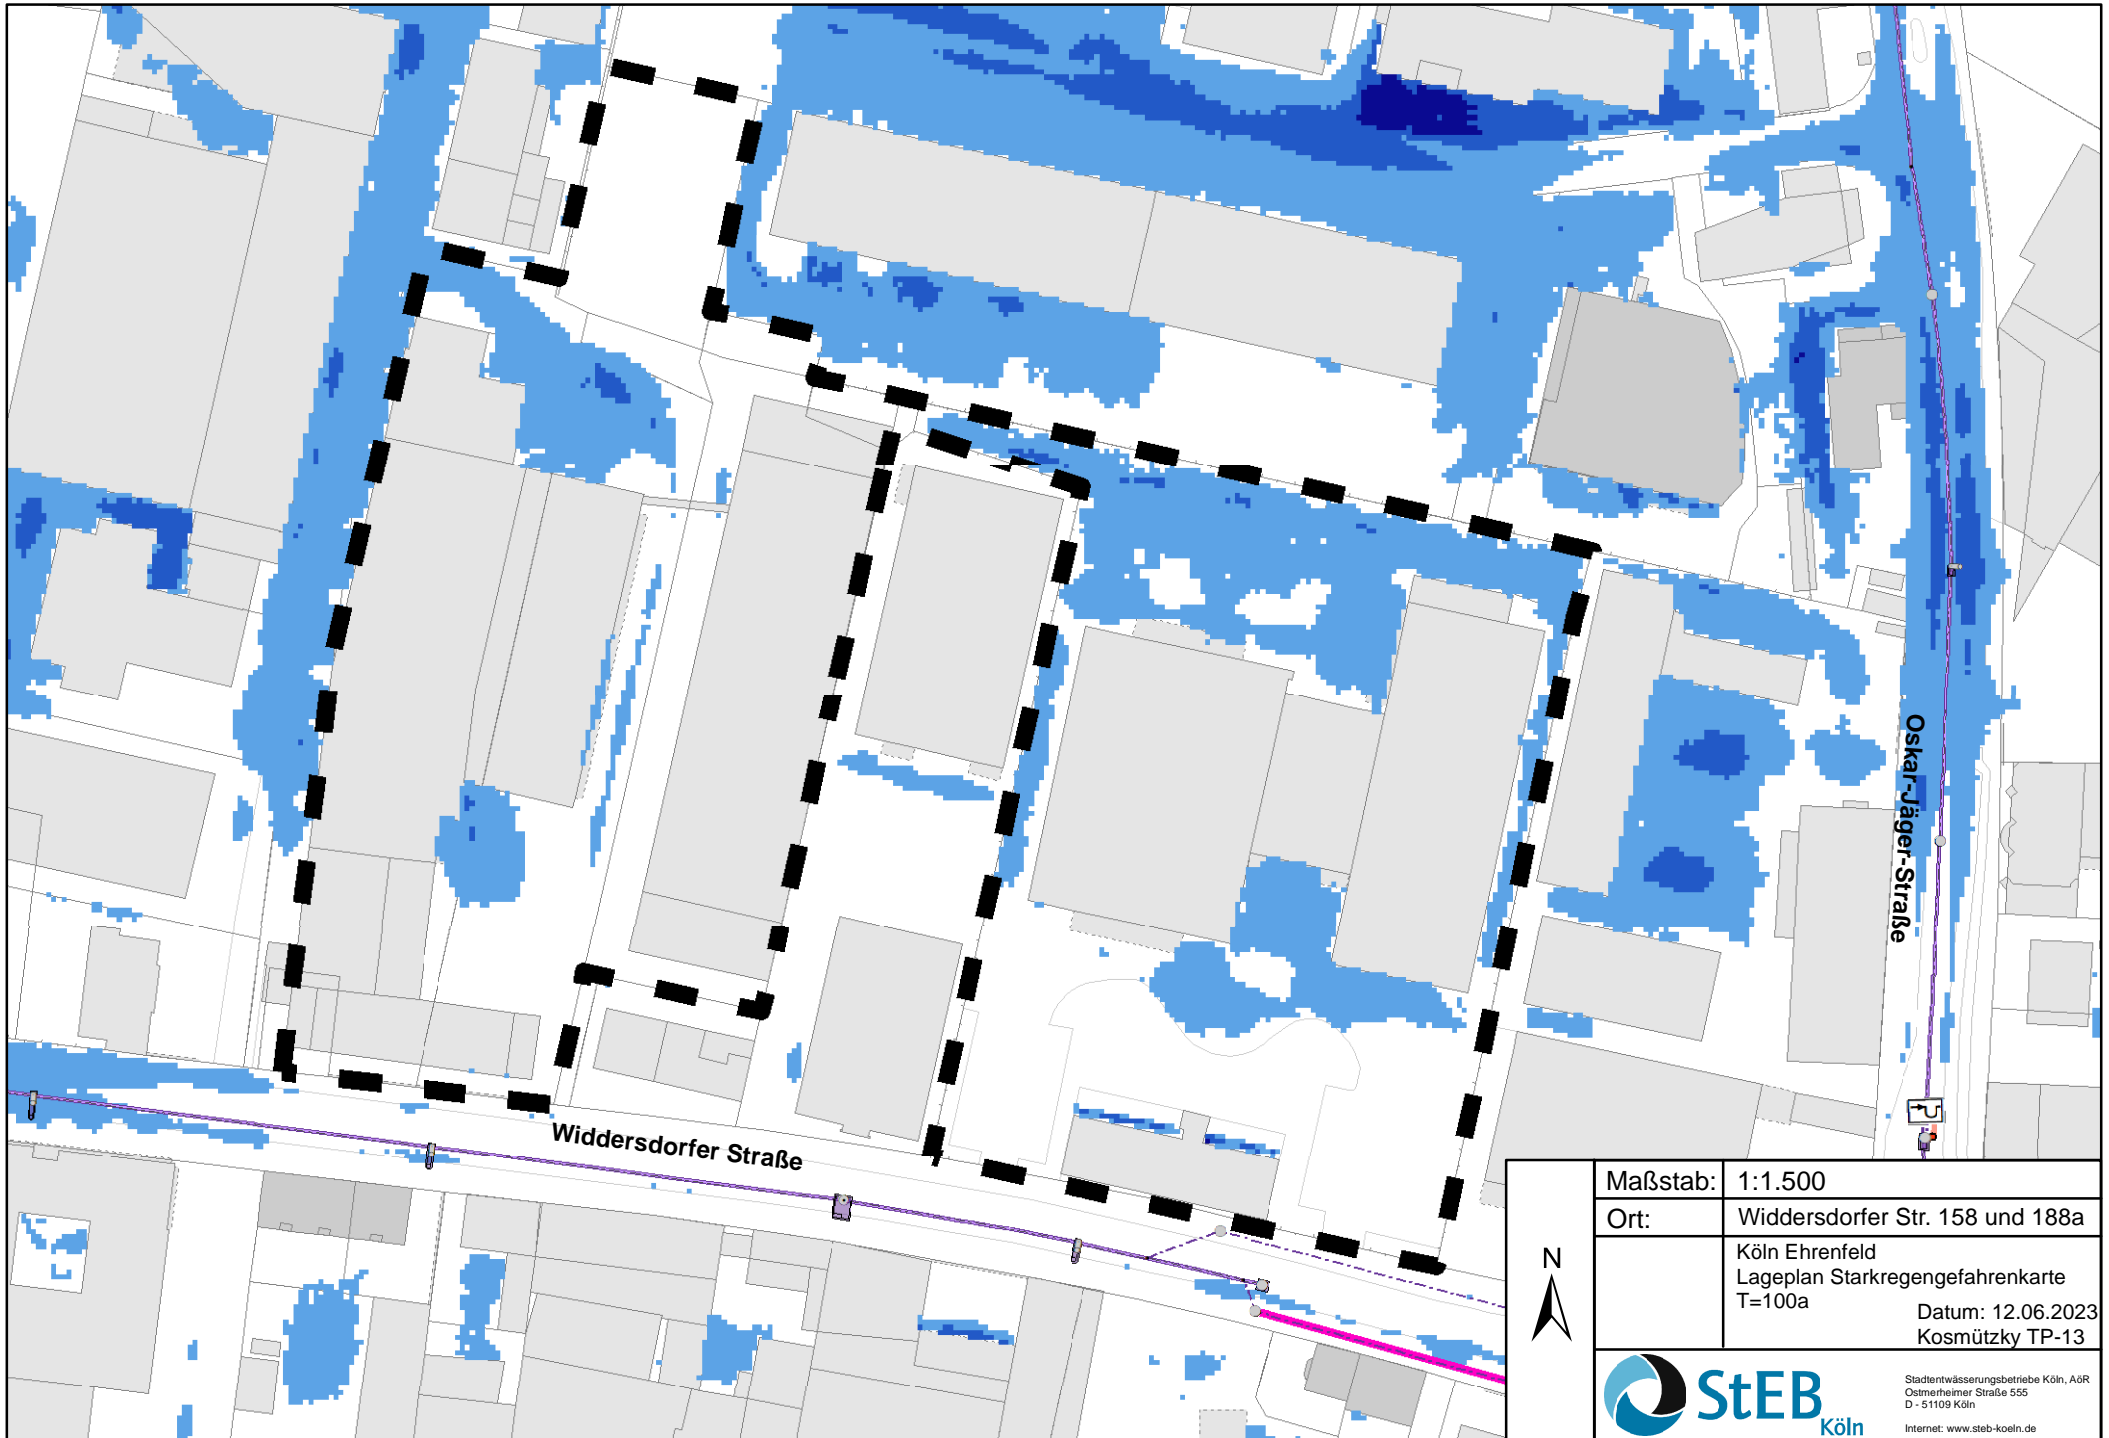 Oskar-Jäger-Straße
Widdersdorfer Straße
N
Maßstab: 1:1.500
Ort: Widdersdorfer Str. 158 und 188a
Köln Ehrenfeld
Lageplan Starkregengefahrenkarte
T=100a
Datum: 12.06.2023
Kosmützky TP-13
StEB
Köln
Stadtentwässerungsbetriebe Köln, AöR
Ostmerheimer Straße 555
D - 51109 Köln
Internet: www.steb-koeln.de